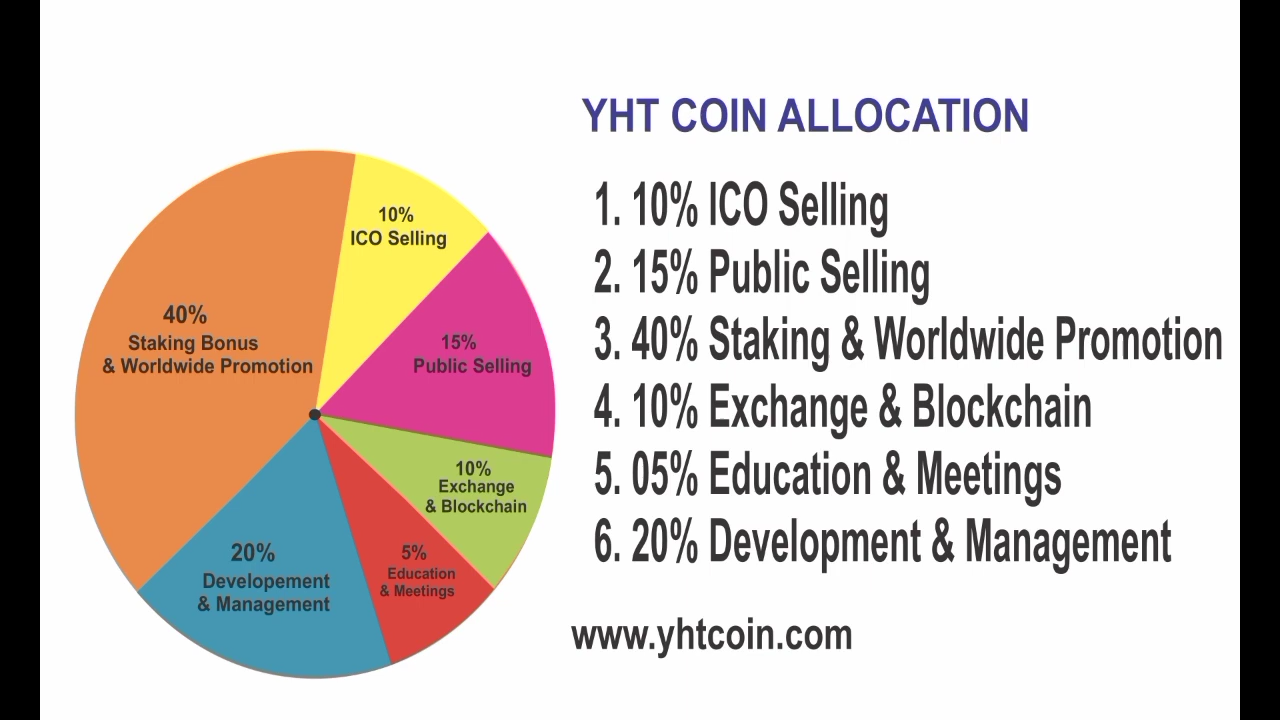 YHT COIN ALLOCATION
1. 10% ICO Selling
2. 15% Public Selling
3. 40% Staking & Worldwide Promotion
4. 10% Exchange & Blockchain
5. 05% Education & Meetings
6. 20% Development & Management
www.yhtcoin.com
10%
ICO Selling
15%
Public Selling
10%
Exchange
& Blockchain
5%
Education
& Meetings
20%
Developement
& Management
40%
Staking Bonus
& Worldwide Promotion